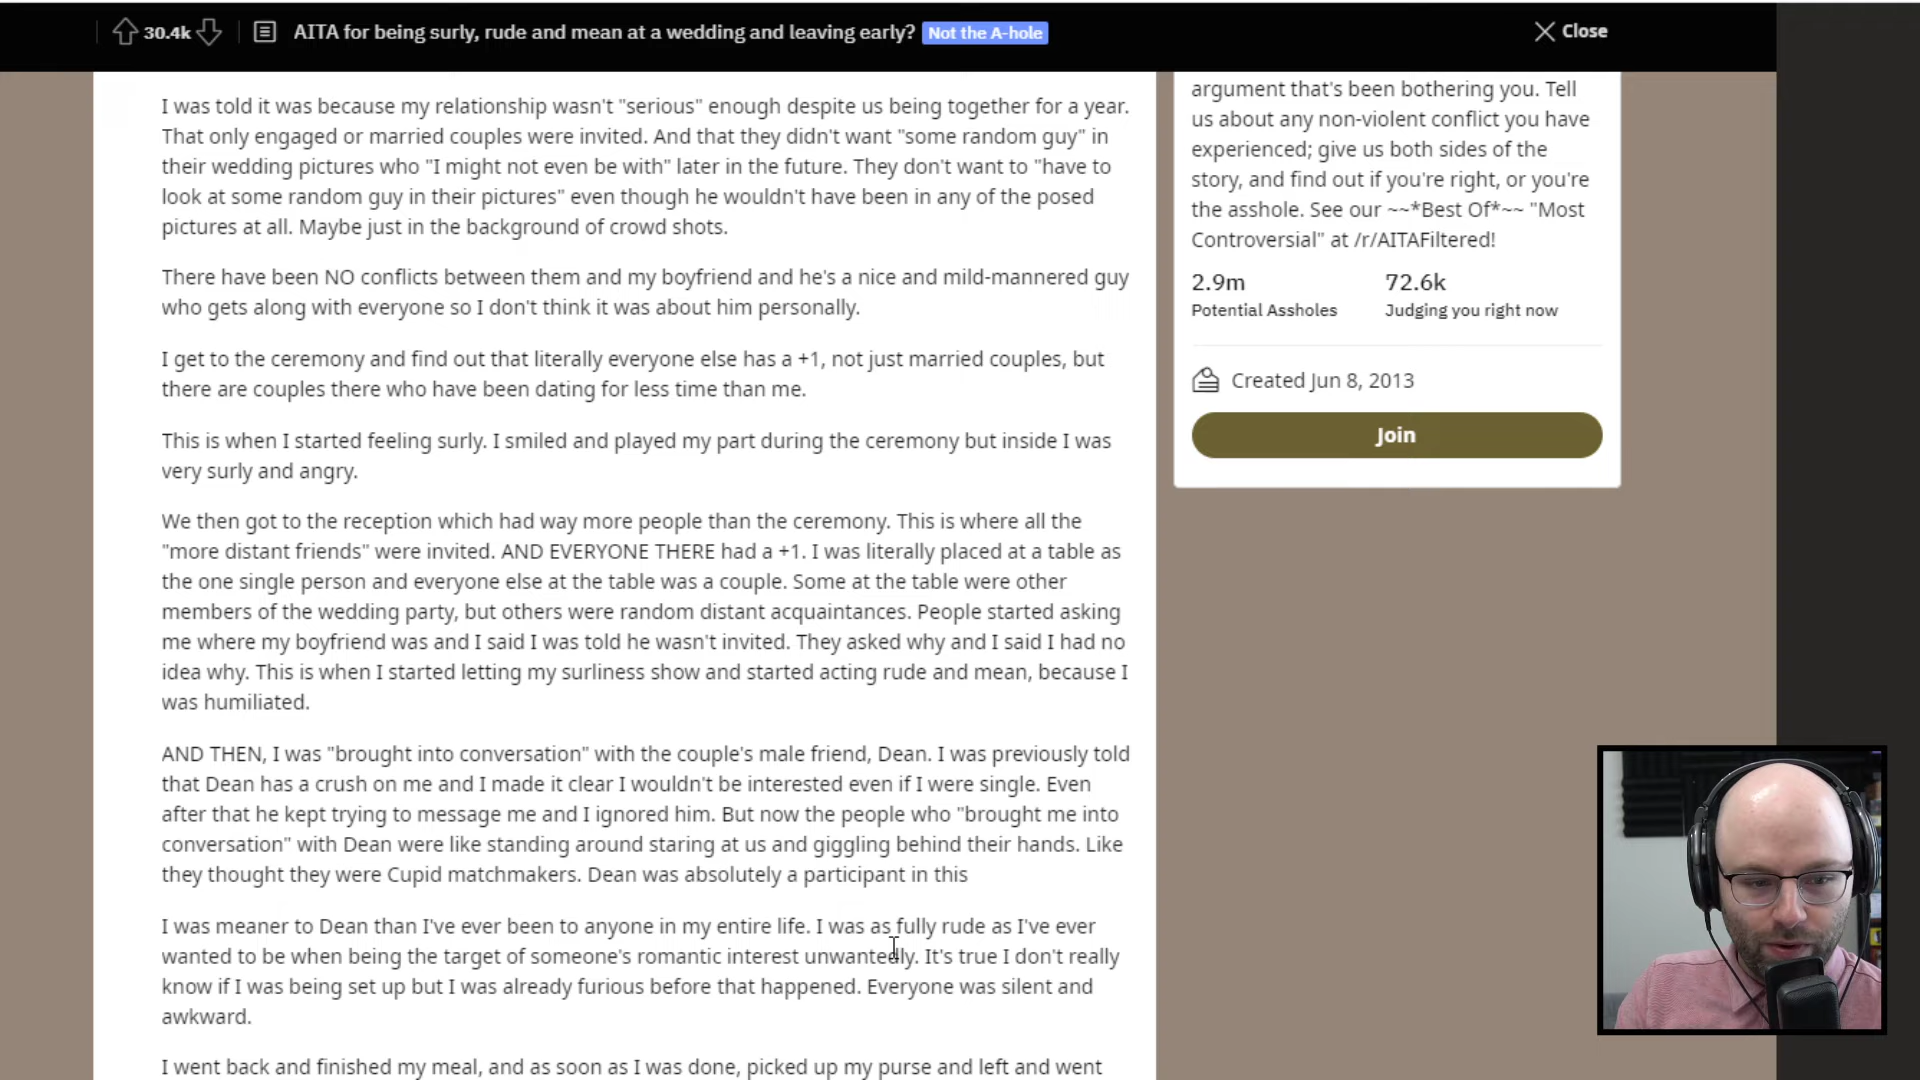 30.4k
AITA for being surly, rude and mean at a wedding and leaving early? Not the A-hole
Close
I was told it was because my relationship wasn't "serious" enough despite us being together for a year.
That only engaged or married couples were invited. And that they didn't want "some random guy" in
their wedding pictures who "I might not even be with" later in the future. They don't want to "have to
look at some random guy in their pictures" even though he wouldn't have been in any of the posed
pictures at all. Maybe just in the background of crowd shots.
There have been NO conflicts between them and my boyfriend and he's a nice and mild-mannered guy
who gets along with everyone so I don't think it was about him personally.
I get to the ceremony and find out that literally everyone else has a +1, not just married couples, but
there are couples there who have been dating for less time than me.
This is when I started feeling surly. I smiled and played my part during the ceremony but inside I was
very surly and angry.
We then got to the reception which had way more people than the ceremony. This is where all the
"more distant friends" were invited. AND EVERYONE THERE had a +1. I was literally placed at a table as
the one single person and everyone else at the table was a couple. Some at the table were other
members of the wedding party, but others were random distant acquaintances. People started asking
me where my boyfriend was and I said I was told he wasn't invited. They asked why and I said I had no
idea why. This is when I started letting my surliness show and started acting rude and mean, because I
was humiliated.
AND THEN, I was "brought into conversation" with the couple's male friend, Dean. I was previously told
that Dean has a crush on me and I made it clear I wouldn't be interested even if I were single. Even
after that he kept trying to message me and I ignored him. But now the people who "brought me into
conversation" with Dean were like standing around staring at us and giggling behind their hands. Like
they thought they were Cupid matchmakers. Dean was absolutely a participant in this
I was meaner to Dean than I've ever been to anyone in my entire life. I was as fully rude as I've ever
wanted to be when being the target of someone's romantic interest unwantedly. It's true I don't really
know if I was being set up but I was already furious before that happened. Everyone was silent and
awkward.
I went back and finished my meal, and as soon as I was done, picked up my purse and left and went
argument that's been bothering you. Tell
us about any non-violent conflict you have
experienced; give us both sides of the
story, and find out if you're right, or you're
the asshole. See our ~~*Best Of*~~ "Most
Controversial" at /r/AITAFiltered!
2.9m 72.6k
Potential Assholes Judging you right now
Created Jun 8, 2013
Join